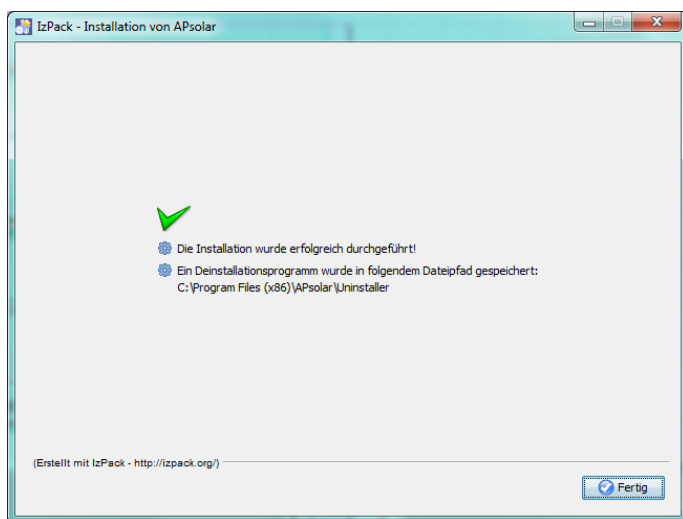 IzPack - Installation von APsolar
Die Installation wurde erfolgreich durchgeführt!
Ein Deinstallationsprogramm wurde in folgendem Dateipfad gespeichert:
C:\Program Files (x86)\APsolar\Uninstaller
(Erstellt mit IzPack - http://izpack.org/)
Fertig